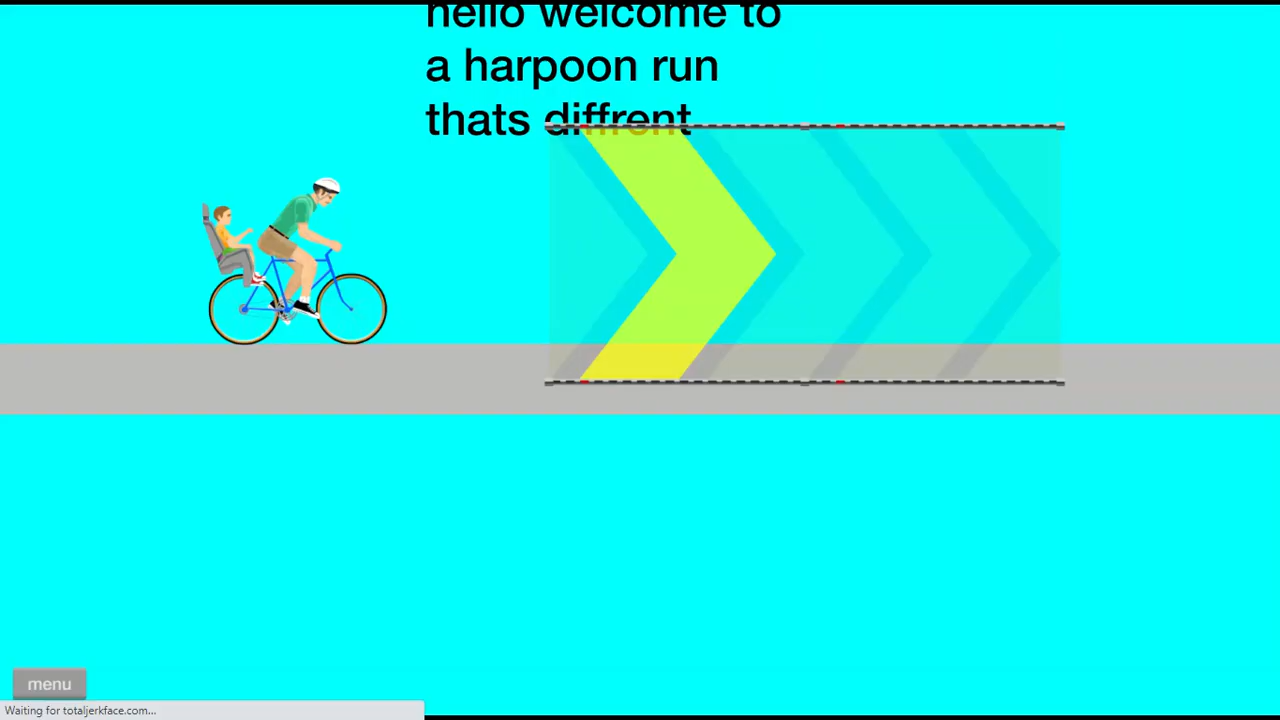 hello welcome to
a harpoon run
thats diffrent
menu
Waiting for totaljerkface.com...